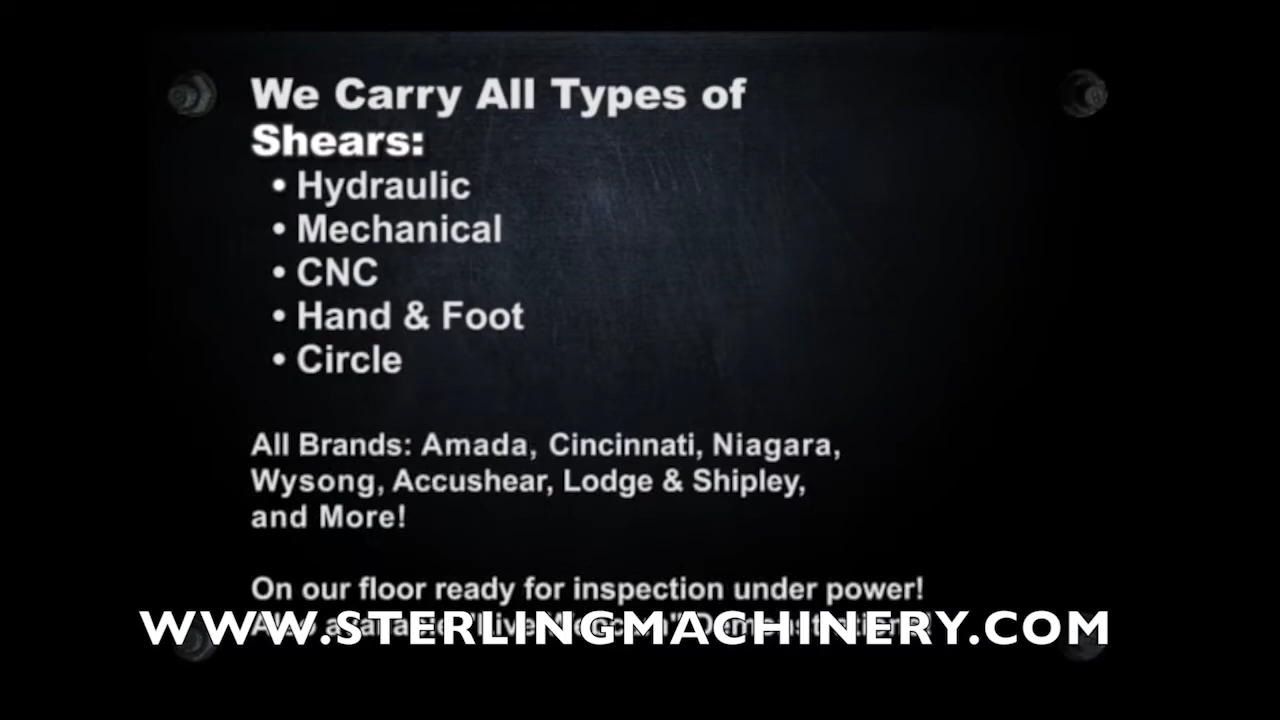 We Carry All Types of
Shears:
• Hydraulic
• Mechanical
• CNC
• Hand & Foot
• Circle
All Brands: Amada, Cincinnati, Niagara,
Wysong, Accushear, Lodge & Shipley,
and More!
On our floor ready for inspection under power!
WWW.STERLINGMACHINERY.COM